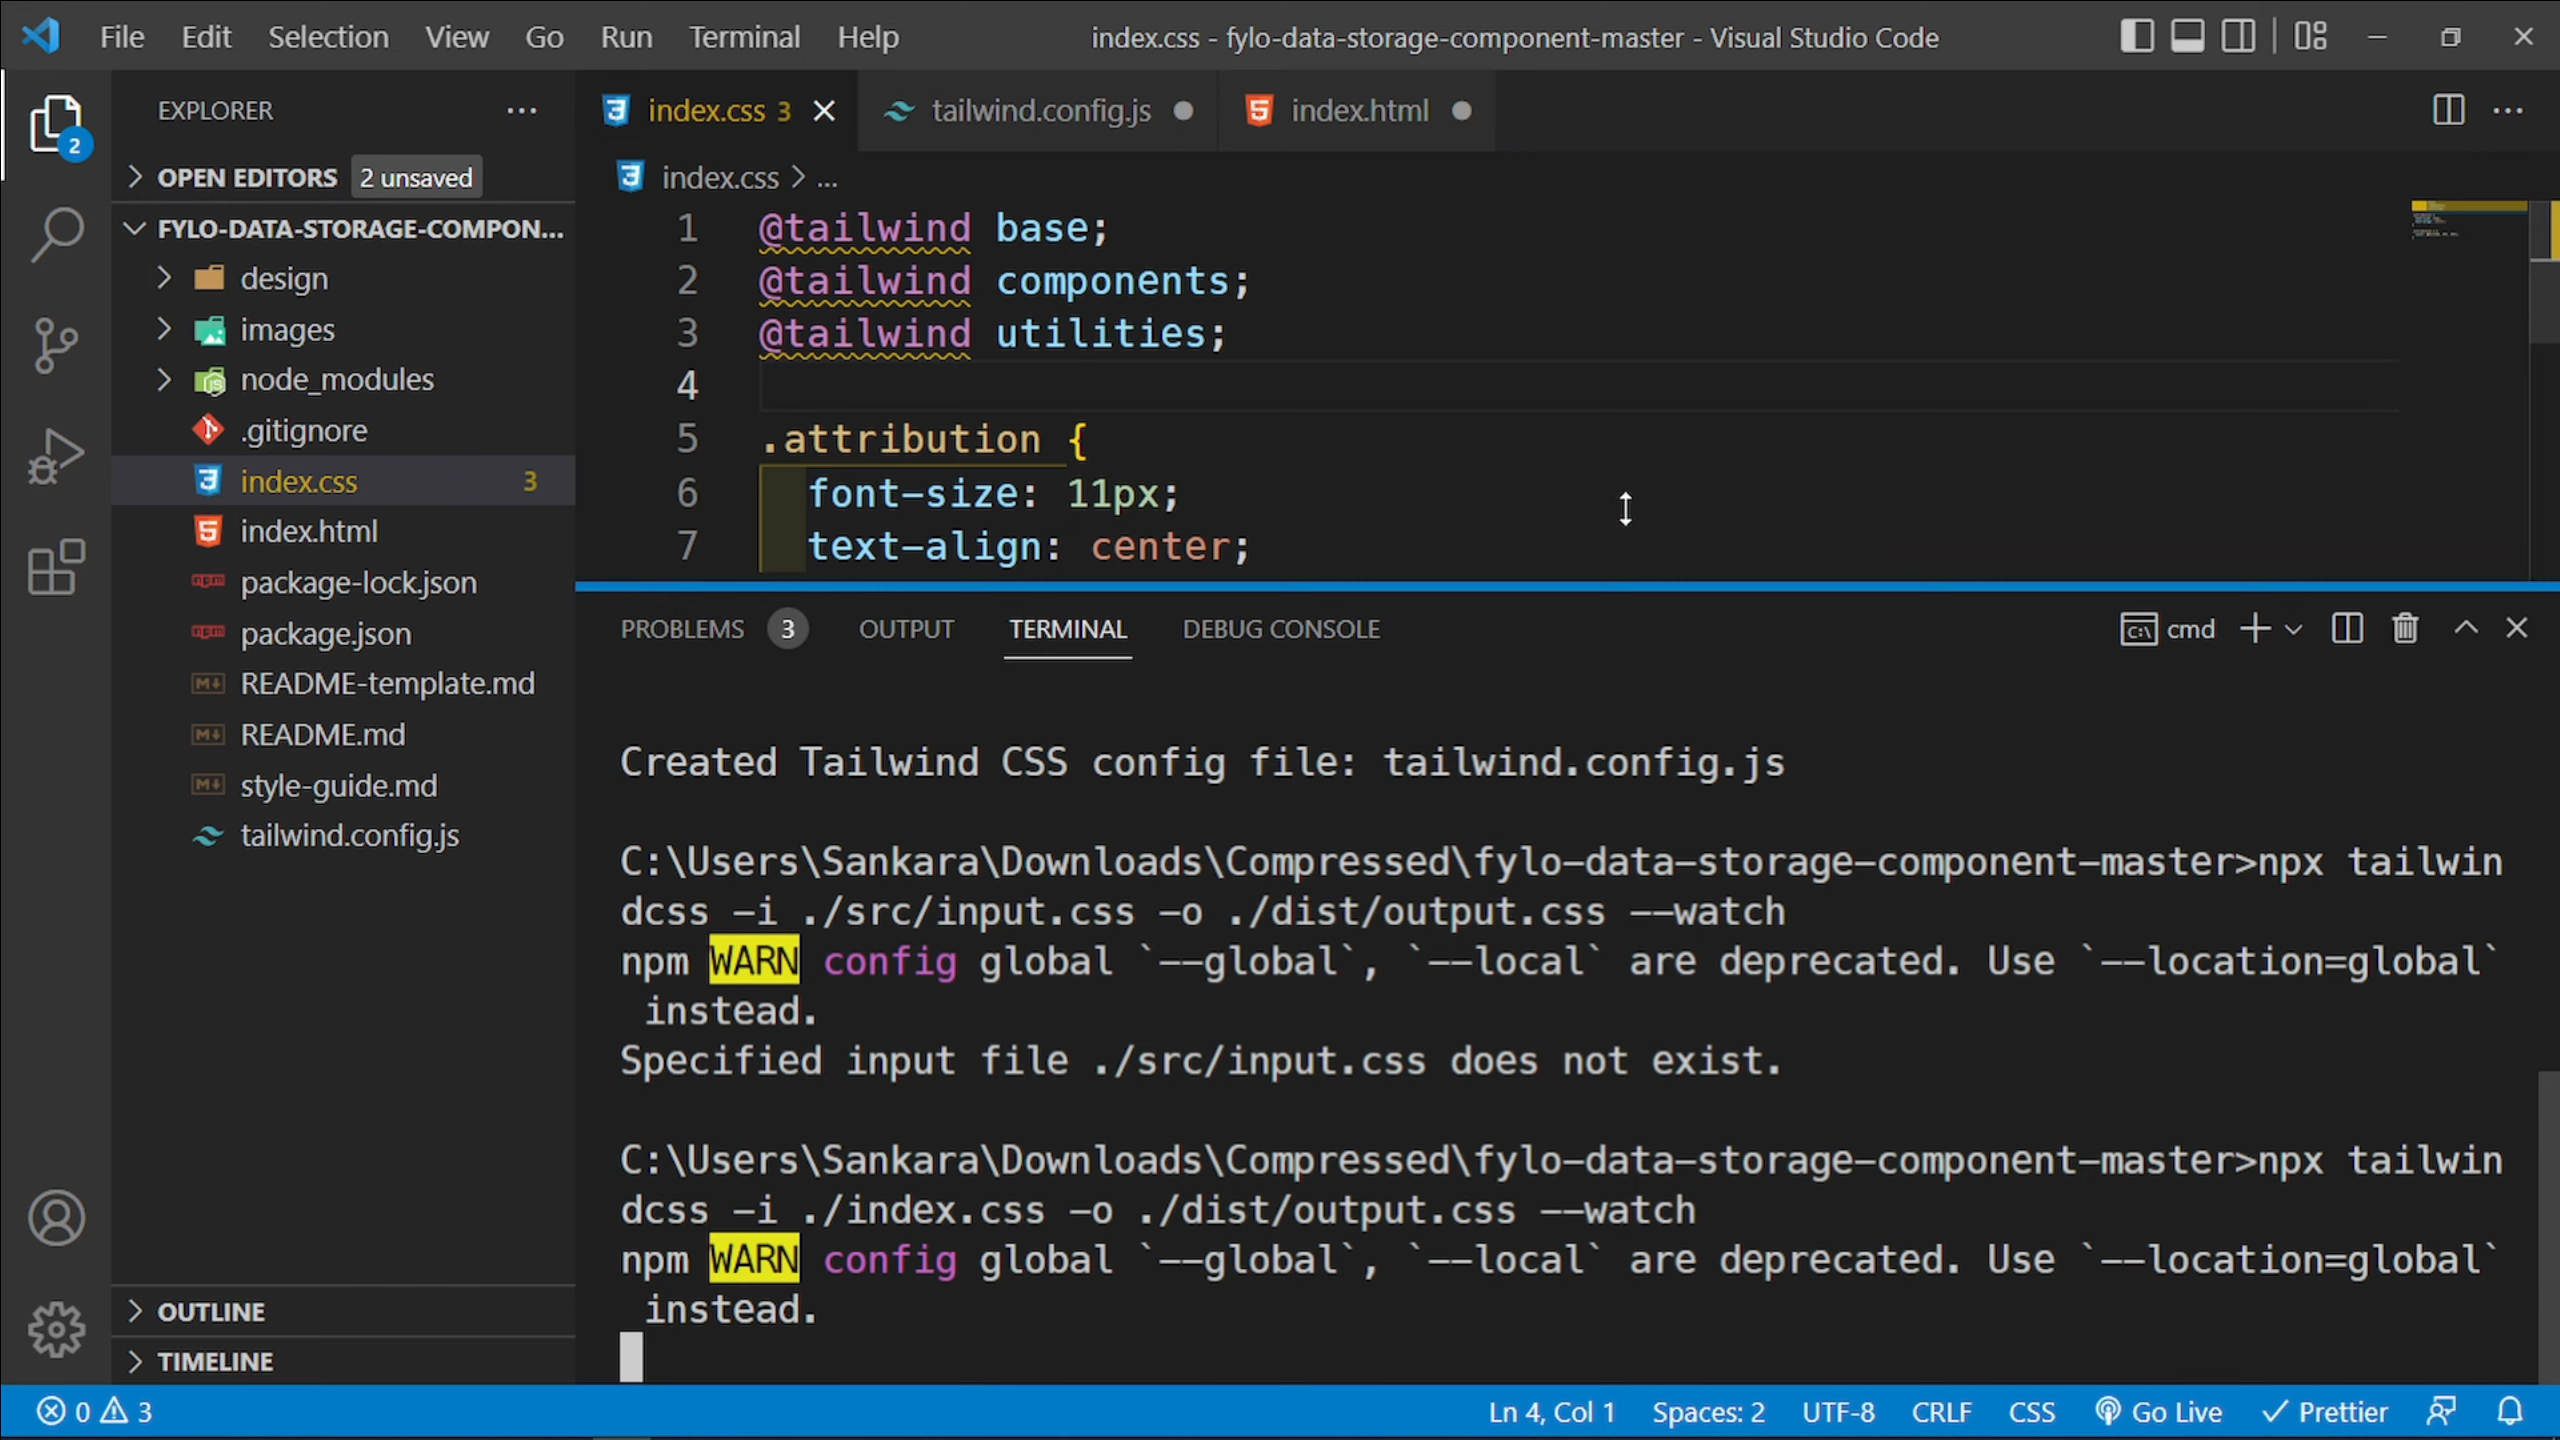 File Edit Selection View Go Run Terminal Help index.css - fylo-data-storage-component-master - Visual Studio Code
EXPLORER
OPEN EDITORS 2 unsaved
FYLO-DATA-STORAGE-COMPON...
design
images
node_modules
.gitignore
index.css 3
index.html
package-lock.json
package.json
README-template.md
README.md
style-guide.md
tailwind.config.js
OUTLINE
TIMELINE
2
index.css 3 tailwind.config.js index.html
index.css > ...
1 @tailwind base;
2 @tailwind components;
3 @tailwind utilities;
4
5 .attribution {
6 font-size: 11px;
7 text-align: center;
PROBLEMS 3 OUTPUT TERMINAL DEBUG CONSOLE cmd
Created Tailwind CSS config file: tailwind.config.js
C:\Users\Sankara\Downloads\Compressed\fylo-data-storage-component-master>npx tailwin
dcss -i ./src/input.css -o ./dist/output.css --watch
npm WARN config global `--global`, `--local` are deprecated. Use `--location=global`
instead.
Specified input file ./src/input.css does not exist.
C:\Users\Sankara\Downloads\Compressed\fylo-data-storage-component-master>npx tailwin
dcss -i ./index.css -o ./dist/output.css --watch
npm WARN config global `--global`, `--local` are deprecated. Use `--location=global`
instead.
0 3 Ln 4, Col 1 Spaces: 2 UTF-8 CRLF CSS Go Live Prettier